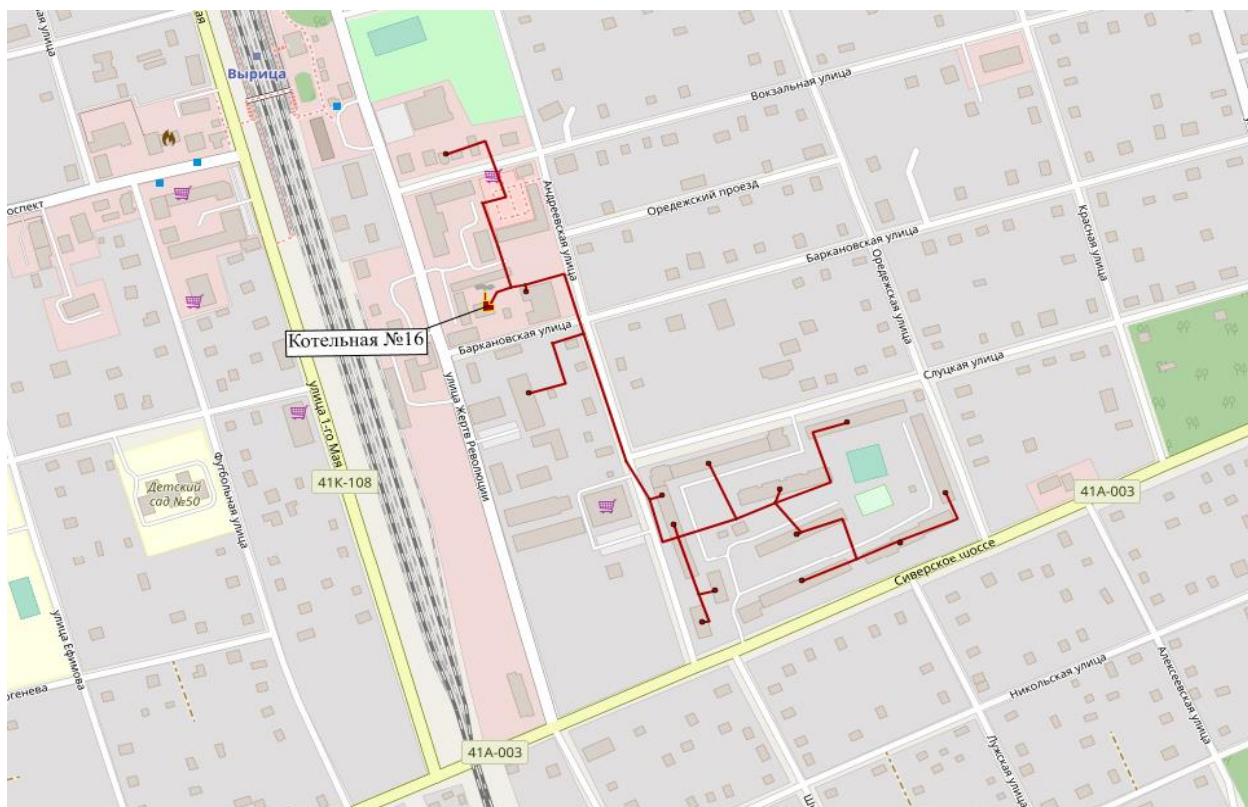 Вырица
Вокзальная улица
Андреевская улица
Оредежский проезд
Баркановская улица
Оредежская улица
Красная улица
Котельная №16
Баркановская улица
Слуцкая улица
улица 1-го Мая
улица Жертв Революции
41К-108
Футбольная улица
Детский
сад №50
41А-003
Сиверское шоссе
улица Ефимова
Никольская улица
Алексеевская улица
Лужская улица
41А-003